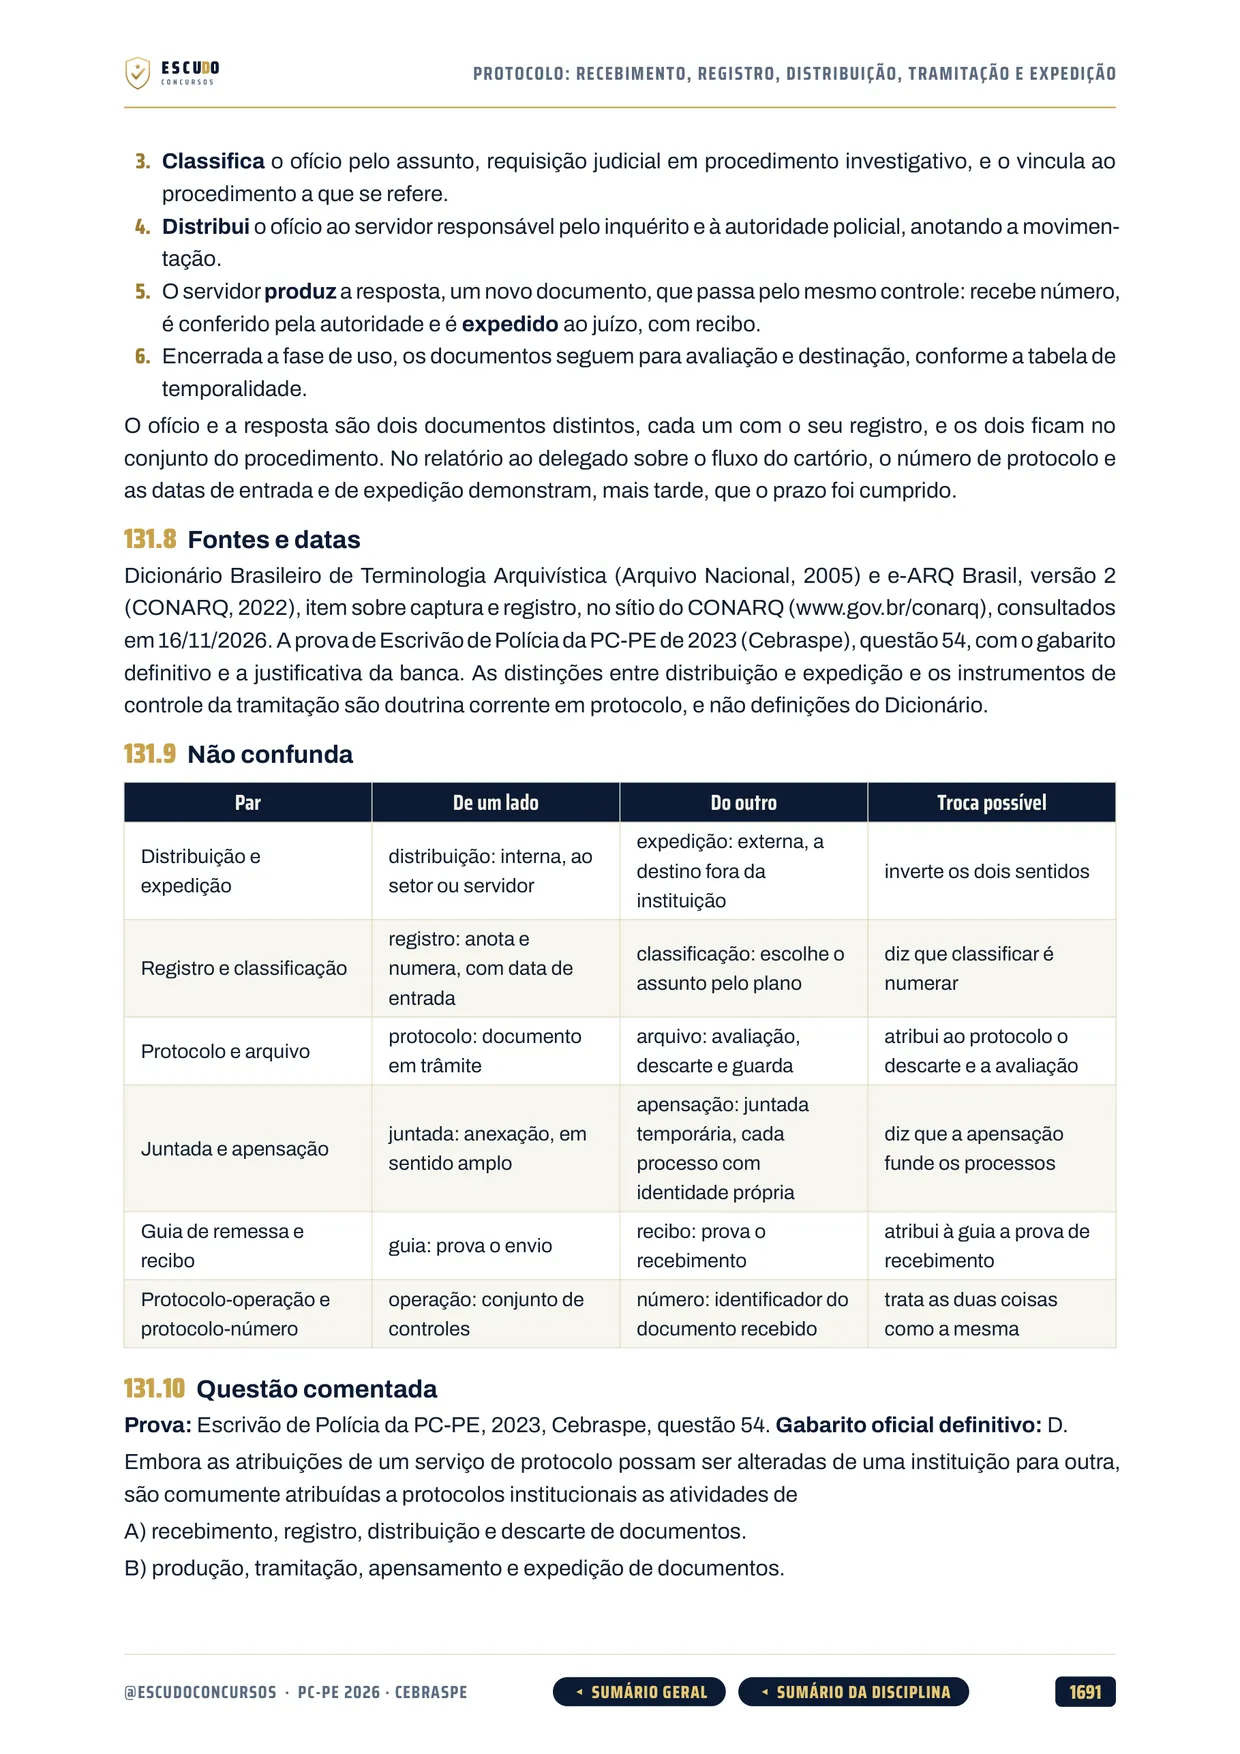 ESCUDO
CONCURSOS
PROTOCOLO: RECEBIMENTO, REGISTRO, DISTRIBUIÇÃO, TRAMITAÇÃO E EXPEDIÇÃO
3. Classifica o ofício pelo assunto, requisição judicial em procedimento investigativo, e o vincula ao
procedimento a que se refere.
4. Distribui o ofício ao servidor responsável pelo inquérito e à autoridade policial, anotando a movimen-
tação.
5. O servidor produz a resposta, um novo documento, que passa pelo mesmo controle: recebe número,
é conferido pela autoridade e é expedido ao juízo, com recibo.
6. Encerrada a fase de uso, os documentos seguem para avaliação e destinação, conforme a tabela de
temporalidade.
O ofício e a resposta são dois documentos distintos, cada um com o seu registro, e os dois ficam no
conjunto do procedimento. No relatório ao delegado sobre o fluxo do cartório, o número de protocolo e
as datas de entrada e de expedição demonstram, mais tarde, que o prazo foi cumprido.
131.8 Fontes e datas
Dicionário Brasileiro de Terminologia Arquivística (Arquivo Nacional, 2005) e e-ARQ Brasil, versão 2
(CONARQ, 2022), item sobre captura e registro, no sítio do CONARQ (www.gov.br/conarq), consultados
em 16/11/2026. A prova de Escrivão de Polícia da PC-PE de 2023 (Cebraspe), questão 54, com o gabarito
definitivo e a justificativa da banca. As distinções entre distribuição e expedição e os instrumentos de
controle da tramitação são doutrina corrente em protocolo, e não definições do Dicionário.
131.9 Não confunda
Par De um lado Do outro Troca possível
Distribuição e
expedição
distribuição: interna, ao
setor ou servidor
expedição: externa, a
destino fora da
instituição
inverte os dois sentidos
Registro e classificação
registro: anota e
numera, com data de
entrada
classificação: escolhe o
assunto pelo plano
diz que classificar é
numerar
Protocolo e arquivo
protocolo: documento
em trâmite
arquivo: avaliação,
descarte e guarda
atribui ao protocolo o
descarte e a avaliação
Juntada e apensação
juntada: anexação, em
sentido amplo
apensação: juntada
temporária, cada
processo com
identidade própria
diz que a apensação
funde os processos
Guia de remessa e
recibo
guia: prova o envio
recibo: prova o
recebimento
atribui à guia a prova de
recebimento
Protocolo-operação e
protocolo-número
operação: conjunto de
controles
número: identificador do
documento recebido
trata as duas coisas
como a mesma
131.10 Questão comentada
Prova: Escrivão de Polícia da PC-PE, 2023, Cebraspe, questão 54. Gabarito oficial definitivo: D.
Embora as atribuições de um serviço de protocolo possam ser alteradas de uma instituição para outra,
são comumente atribuídas a protocolos institucionais as atividades de
A) recebimento, registro, distribuição e descarte de documentos.
B) produção, tramitação, apensamento e expedição de documentos.
@ESCUDOCONCURSOS · PC-PE 2026 · CEBRASPE
SUMÁRIO GERAL
SUMÁRIO DA DISCIPLINA
1691